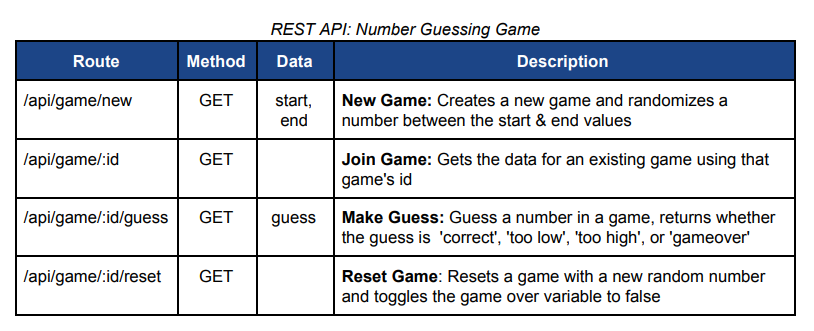 REST API: Number Guessing Game
Route Method Data Description
/api/game/new GET start, New Game: Creates a new game and randomizes a
end number between the start & end values
/api/game/:id GET Join Game: Gets the data for an existing game using that
game's id
/api/game/:id/guess GET guess Make Guess: Guess a number in a game, returns whether
the guess is 'correct', 'too low', 'too high', or 'gameover'
/api/game/:id/reset GET Reset Game: Resets a game with a new random number
and toggles the game over variable to false